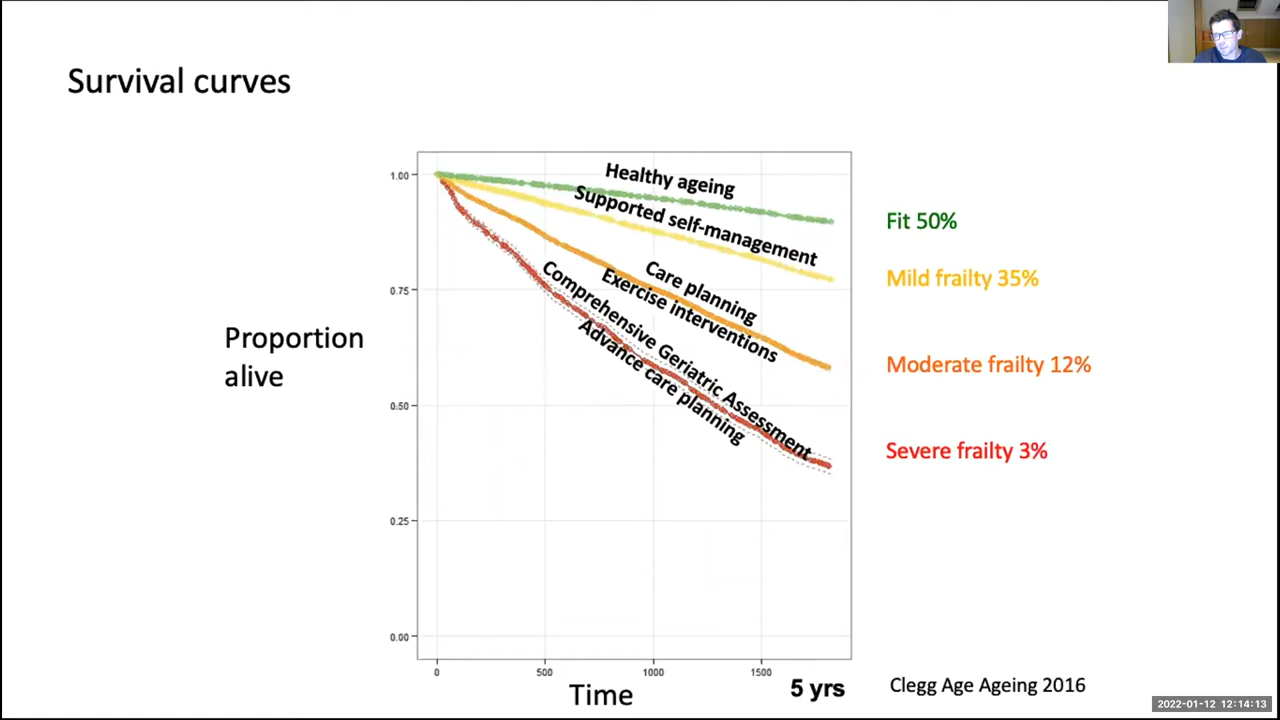 Survival curves
Proportion
alive
1.00
0.75
0.50
0.25
0.00
Healthy ageing
Supported self-management
Care planning
Exercise interventions
Comprehensive Geriatric Assessment
Advance care planning
0
500
1000
1500
Time
5 yrs
Fit 50%
Mild frailty 35%
Moderate frailty 12%
Severe frailty 3%
Clegg Age Ageing 2016
2022-01-12 12:14:13